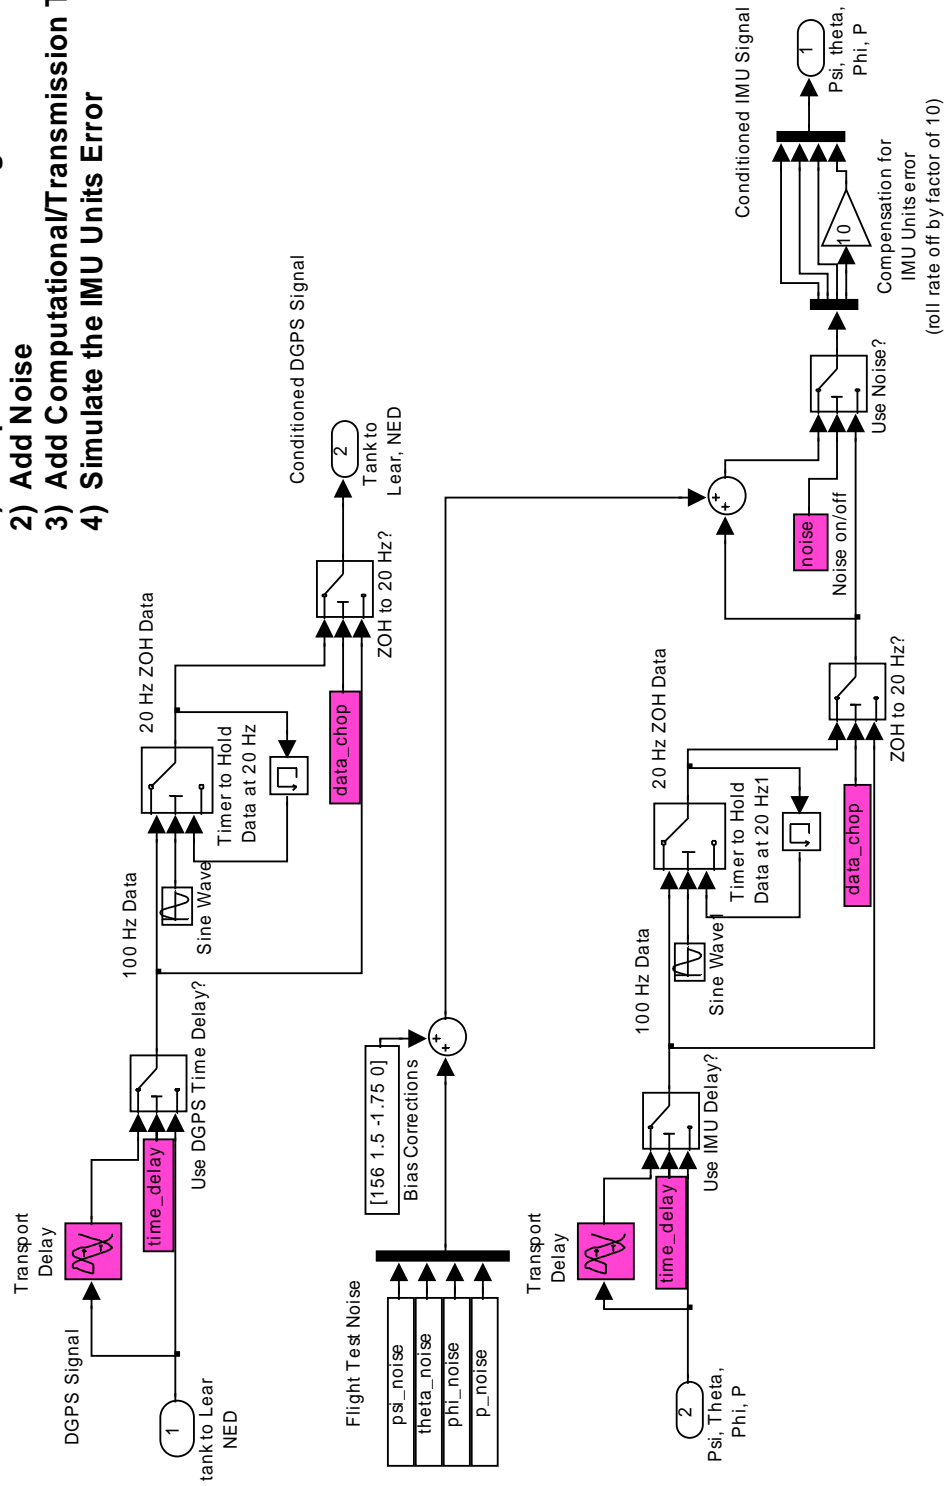 2) Add Noise
3) Add Computational/Transmission
4) Simulate the IMU Units Error
DGPS Signal
1
tank to Lear
NED
Transport
Delay
time_delay
Use DGPS Time Delay?
100 Hz Data
Sine Wave
Timer to Hold
Data at 20 Hz
20 Hz ZOH Data
data_chop
ZOH to 20 Hz?
Conditioned DGPS Signal
2
Tank to
Lear, NED
Flight Test Noise
psi_noise
theta_noise
phi_noise
p_noise
[156 1.5 -1.75 0]
Bias Corrections
2
Psi, Theta,
Phi, P
Transport
Delay
time_delay
Use IMU Delay?
100 Hz Data
Sine Wave1
Timer to Hold
Data at 20 Hz1
20 Hz ZOH Data
data_chop
ZOH to 20 Hz?
noise
Noise on/off
Use Noise?
10
Compensation for
IMU Units error
(roll rate off by factor of 10)
Conditioned IMU Signal
1
Psi, theta,
Phi, P